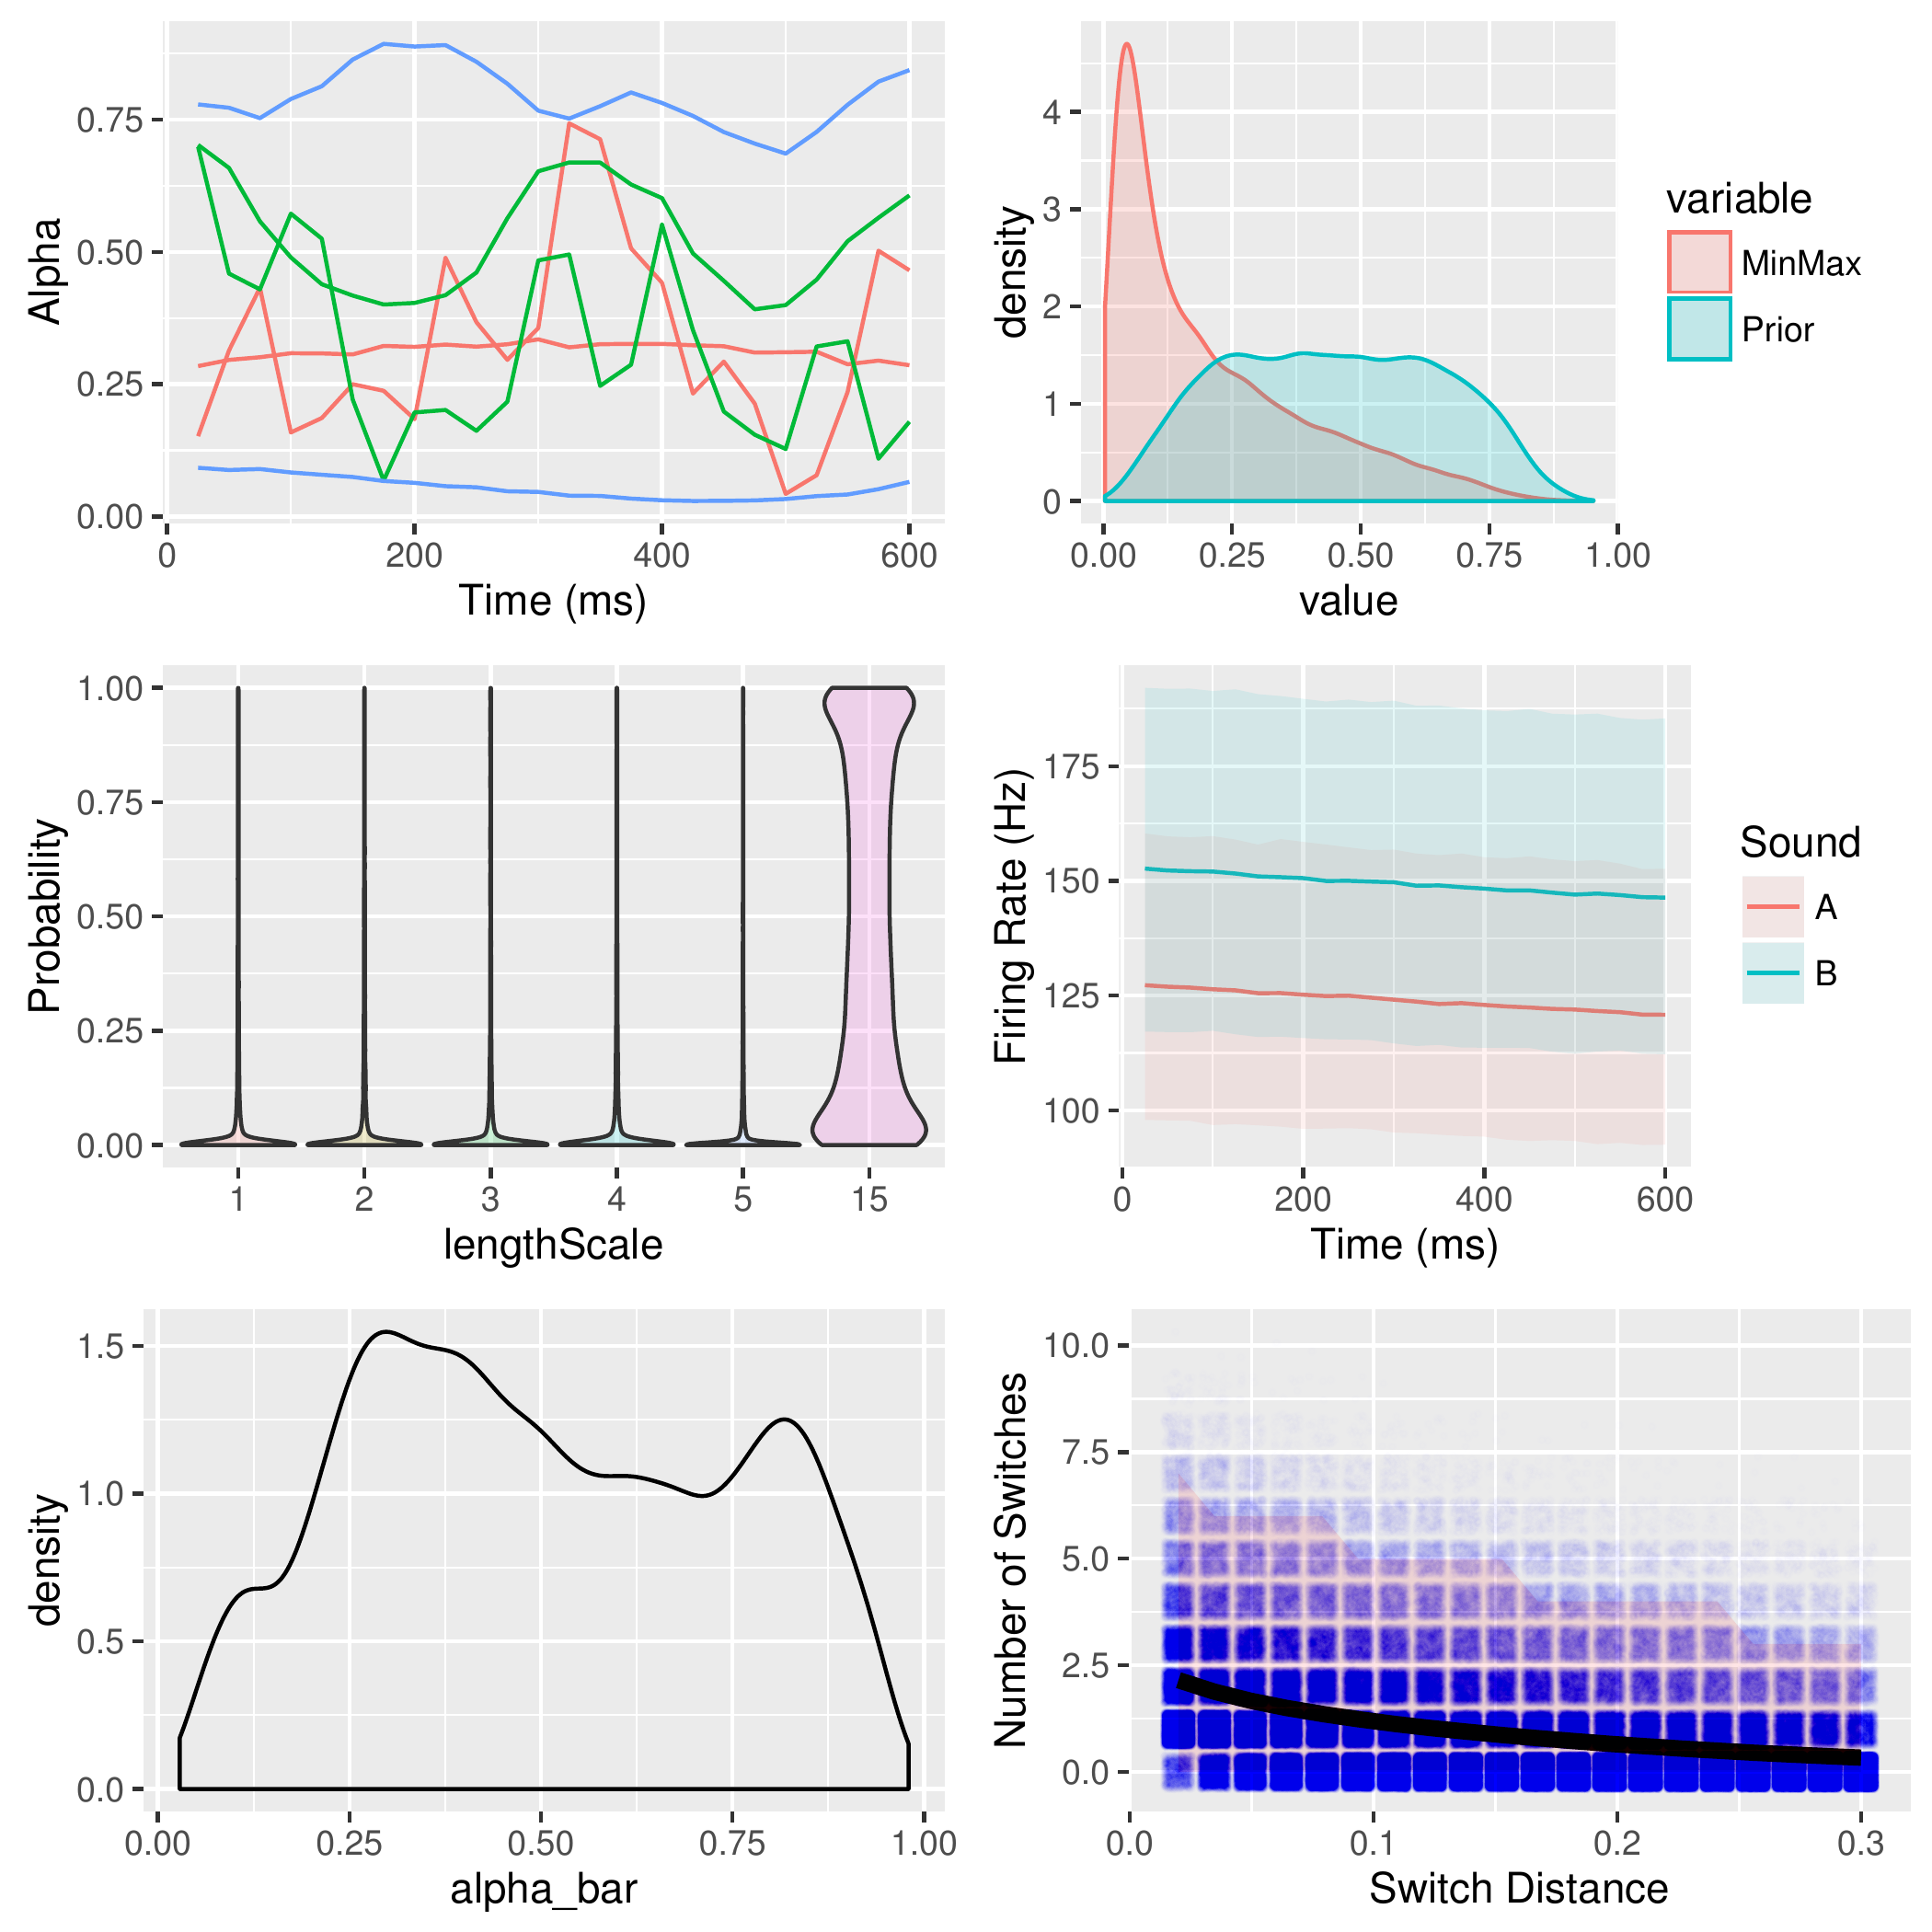 Alpha
0.75
0.50
0.25
0.00
0 200 400 600
Time (ms)
density
4
3
2
1
0
0.00 0.25 0.50 0.75 1.00
value
variable
MinMax
Prior
Probability
1.00
0.75
0.50
0.25
0.00
1 2 3 4 5 15
lengthScale
Firing Rate (Hz)
175
150
125
100
0 200 400 600
Time (ms)
Sound
A
B
density
1.5
1.0
0.5
0.0
0.00 0.25 0.50 0.75 1.00
alpha_bar
Number of Switches
10.0
7.5
5.0
2.5
0.0
0.0 0.1 0.2 0.3
Switch Distance